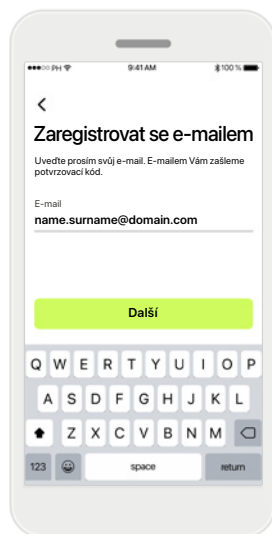 PH 9:41 AM 100 %
Zaregistrovat se e-mailem
Uveďte prosím svůj e-mail. E-mailem Vám zašleme
potvrzovací kód.
E-mail
name.surname@domain.com
Další
Q W E R T Y U I O P
A S D F G H J K L
Z X C V B N M
123 space return